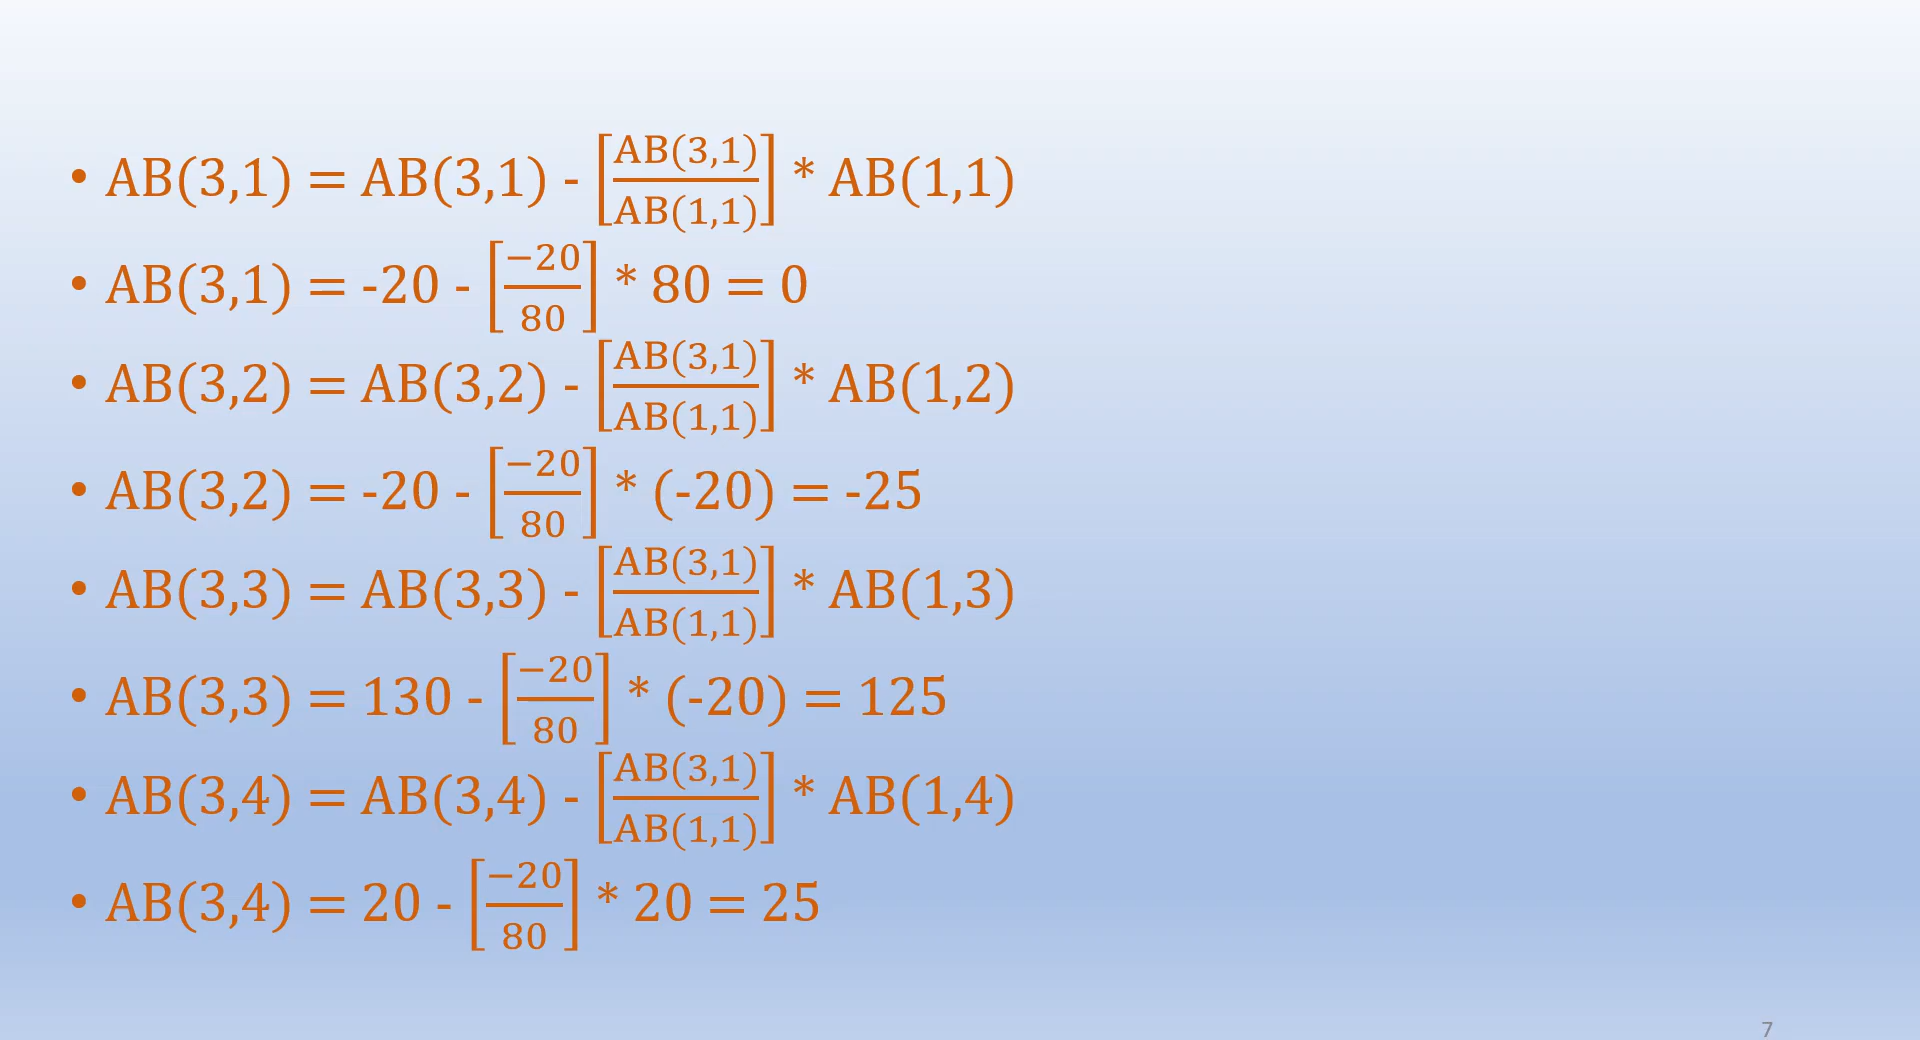 • AB(3,1) = AB(3,1) - [AB(3,1)/AB(1,1)] * AB(1,1)
• AB(3,1) = -20 - [−20/80] * 80 = 0
• AB(3,2) = AB(3,2) - [AB(3,1)/AB(1,1)] * AB(1,2)
• AB(3,2) = -20 - [−20/80] * (-20) = -25
• AB(3,3) = AB(3,3) - [AB(3,1)/AB(1,1)] * AB(1,3)
• AB(3,3) = 130 - [−20/80] * (-20) = 125
• AB(3,4) = AB(3,4) - [AB(3,1)/AB(1,1)] * AB(1,4)
• AB(3,4) = 20 - [−20/80] * 20 = 25
7